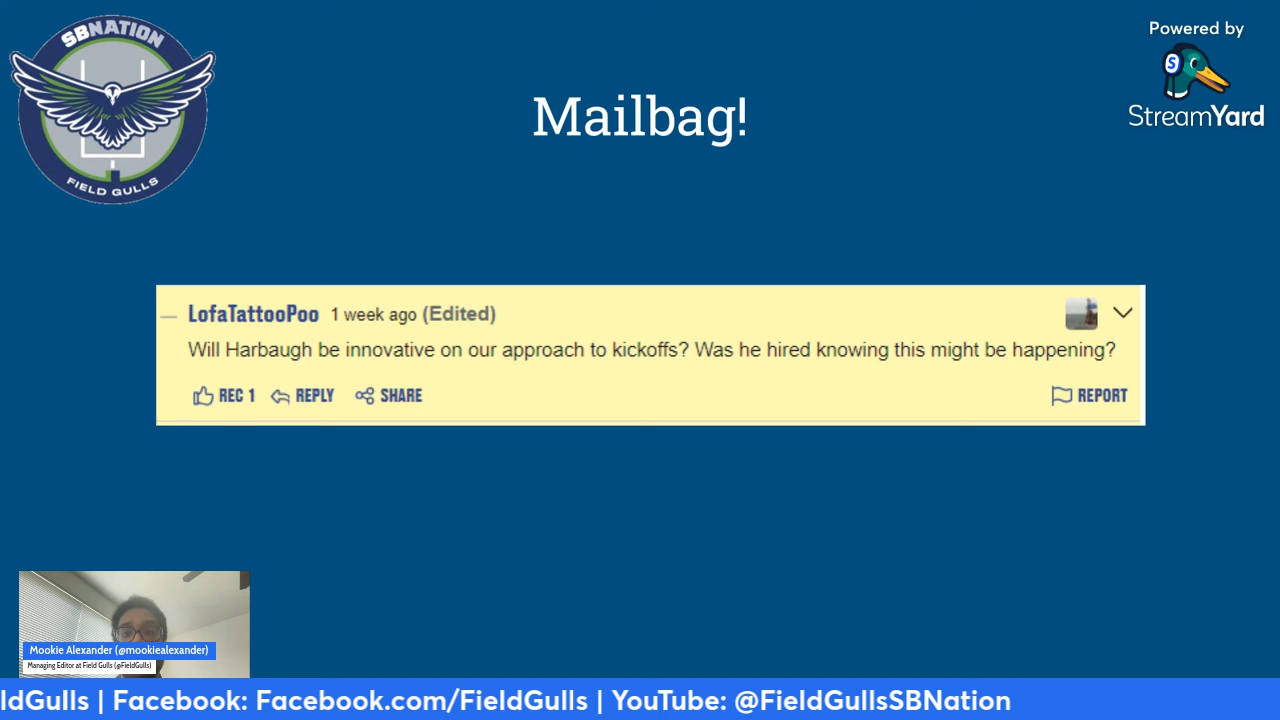 SBNATION
FIELD GULLS
Powered by
S
StreamYard
Mailbag!
LofaTattooPoo 1 week ago (Edited)
Will Harbaugh be innovative on our approach to kickoffs? Was he hired knowing this might be happening?
REC 1 REPLY SHARE REPORT
Mookie Alexander (@mookiealexander)
Managing Editor at Field Gulls (@FieldGulls)
ldGulls | Facebook: Facebook.com/FieldGulls | YouTube: @FieldGullsSBNation